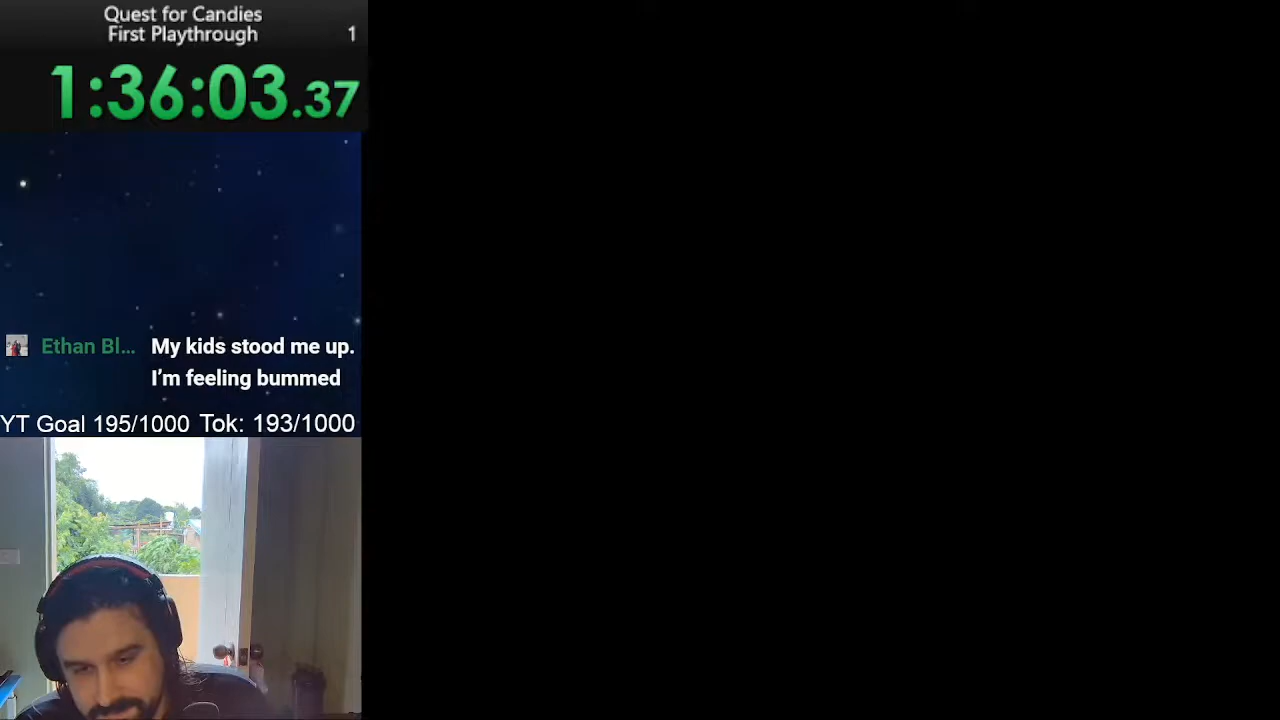 Quest for Candies
First Playthrough 1
1:36:03.37
Ethan Bl... My kids stood me up.
I’m feeling bummed
YT Goal 195/1000 Tok: 193/1000